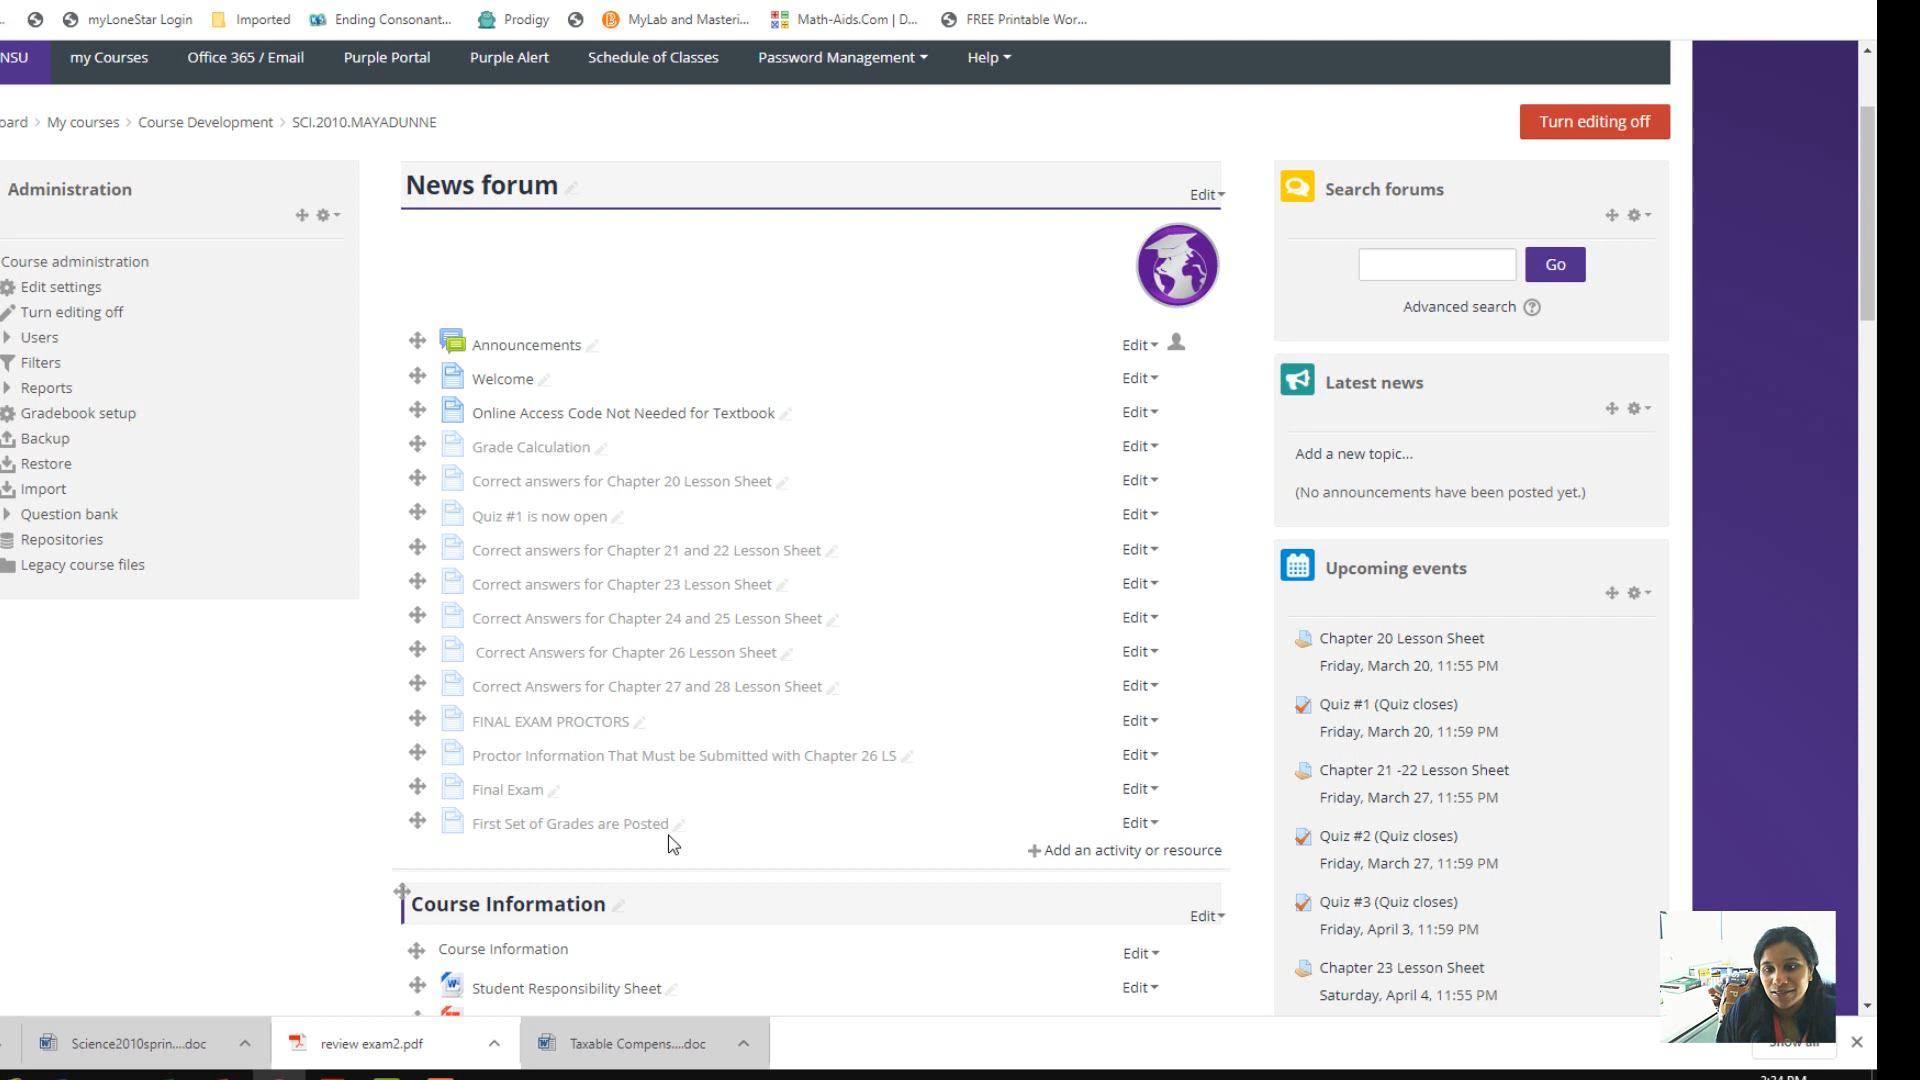 myLoneStar Login
Imported
Ending Consonant...
Prodigy
MyLab and Masteri...
Math-Aids.Com | D...
FREE Printable Wor...
NSU
my Courses
Office 365 / Email
Purple Portal
Purple Alert
Schedule of Classes
Password Management
Help
oard > My courses > Course Development > SCI.2010.MAYADUNNE
Turn editing off
Administration
Course administration
Edit settings
Turn editing off
Users
Filters
Reports
Gradebook setup
Backup
Restore
Import
Question bank
Repositories
Legacy course files
News forum
Edit
Announcements
Edit
Welcome
Edit
Online Access Code Not Needed for Textbook
Edit
Grade Calculation
Edit
Correct answers for Chapter 20 Lesson Sheet
Edit
Quiz #1 is now open
Edit
Correct answers for Chapter 21 and 22 Lesson Sheet
Edit
Correct answers for Chapter 23 Lesson Sheet
Edit
Correct Answers for Chapter 24 and 25 Lesson Sheet
Edit
Correct Answers for Chapter 26 Lesson Sheet
Edit
Correct Answers for Chapter 27 and 28 Lesson Sheet
Edit
FINAL EXAM PROCTORS
Edit
Proctor Information That Must be Submitted with Chapter 26 LS
Edit
Final Exam
Edit
First Set of Grades are Posted
Edit
Add an activity or resource
Course Information
Edit
Course Information
Edit
Student Responsibility Sheet
Edit
Search forums
Go
Advanced search
Latest news
Add a new topic...
(No announcements have been posted yet.)
Upcoming events
Chapter 20 Lesson Sheet
Friday, March 20, 11:55 PM
Quiz #1 (Quiz closes)
Friday, March 20, 11:59 PM
Chapter 21 -22 Lesson Sheet
Friday, March 27, 11:55 PM
Quiz #2 (Quiz closes)
Friday, March 27, 11:59 PM
Quiz #3 (Quiz closes)
Friday, April 3, 11:59 PM
Chapter 23 Lesson Sheet
Saturday, April 4, 11:55 PM
Science2010sprin....doc
review exam2.pdf
Taxable Compens....doc
Show all